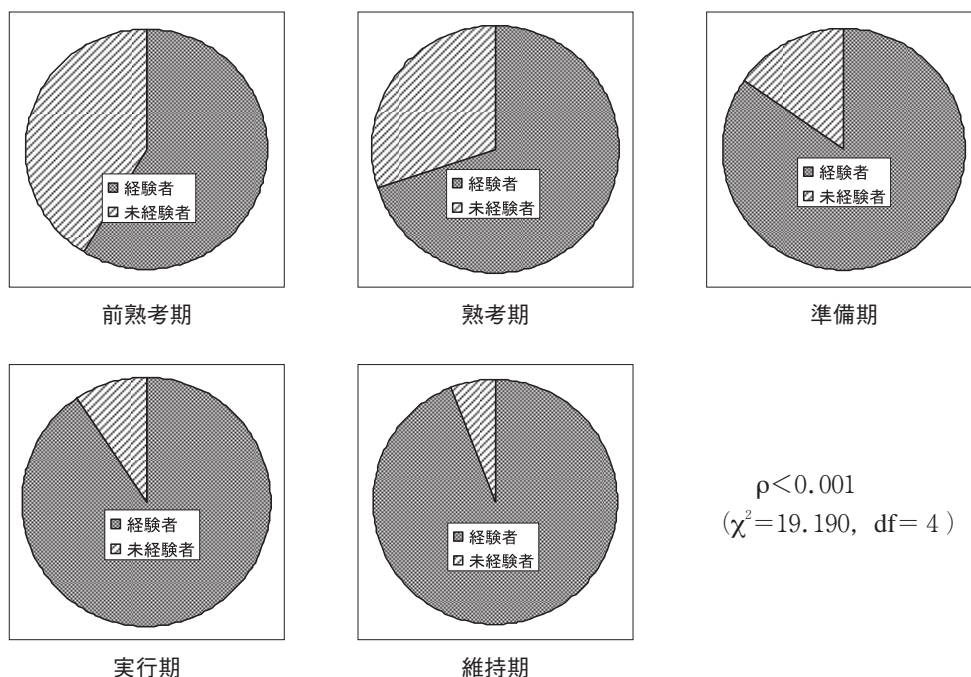 経験者
未経験者
前熟考期
経験者
未経験者
熟考期
経験者
未経験者
準備期
経験者
未経験者
実行期
経験者
未経験者
維持期
ρ<0.001
(χ²=19.190, df=4)